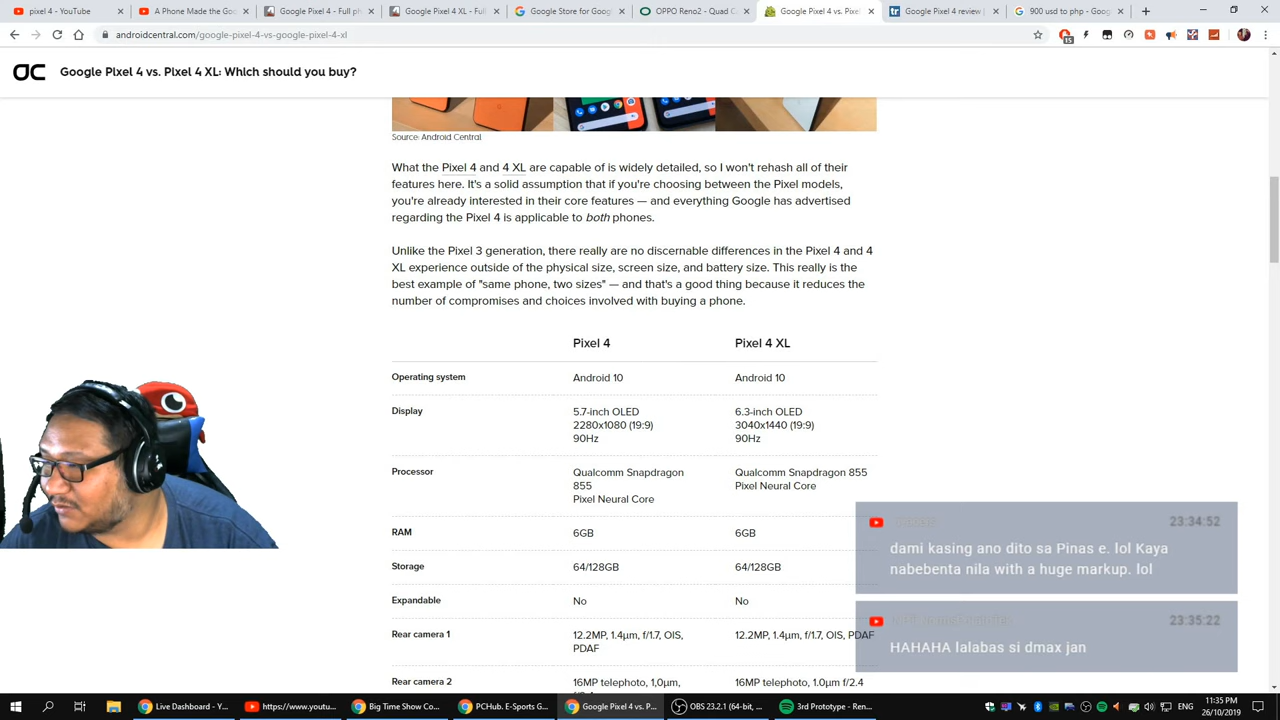 pixel 4 - YouTube
A Phone Made the Goo
Google Pixel 4 - Full ph
Google Pixel 4 XL - Full
Google Store for Google
OPPO Reno2 - Quad Ca
Google Pixel 4 vs. Pixel
Google Pixel 4 review |
900 usd to php - Goog
androidcentral.com/google-pixel-4-vs-google-pixel-4-xl
15
Google Pixel 4 vs. Pixel 4 XL: Which should you buy?
Source: Android Central
What the Pixel 4 and 4 XL are capable of is widely detailed, so I won't rehash all of their
features here. It's a solid assumption that if you're choosing between the Pixel models,
you're already interested in their core features — and everything Google has advertised
regarding the Pixel 4 is applicable to both phones.
Unlike the Pixel 3 generation, there really are no discernable differences in the Pixel 4 and 4
XL experience outside of the physical size, screen size, and battery size. This really is the
best example of "same phone, two sizes" — and that's a good thing because it reduces the
number of compromises and choices involved with buying a phone.
Pixel 4 Pixel 4 XL
Operating system Android 10 Android 10
Display 5.7-inch OLED 6.3-inch OLED
2280x1080 (19:9) 3040x1440 (19:9)
90Hz 90Hz
Processor Qualcomm Snapdragon Qualcomm Snapdragon 855
855 Pixel Neural Core
Pixel Neural Core
RAM 6GB 6GB
Storage 64/128GB 64/128GB
Expandable No No
Rear camera 1 12.2MP, 1.4μm, f/1.7, OIS, 12.2MP, 1.4μm, f/1.7, OIS, PDAF
PDAF
Rear camera 2 16MP telephoto, 1,0μm, 16MP telephoto, 1.0μm f/2.4
23:34:52
dami kasing ano dito sa Pinas e. lol Kaya
nabebenta nila with a huge markup. lol
23:35:22
HAHAHA lalabas si dmax jan
Live Dashboard - Y...
https://www.youtu...
Big Time Show Co...
PCHub. E-Sports G...
Google Pixel 4 vs. P...
OBS 23.2.1 (64-bit, ...
3rd Prototype - Ren...
ENG
11:35 PM
26/10/2019